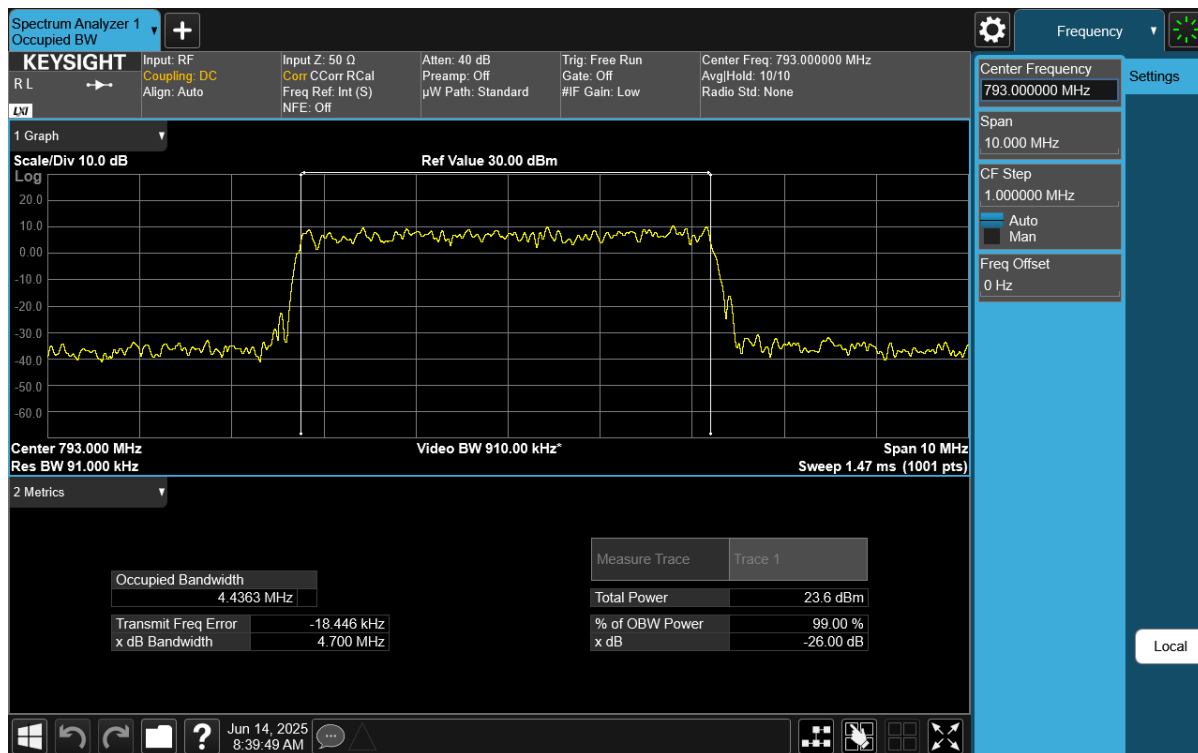 Spectrum Analyzer 1
Occupied BW
+
Frequency
KEYSIGHT
R L
LXI
Input: RF
Coupling: DC
Align: Auto
Input Z: 50 Ω
Corr CCorr RCal
Freq Ref: Int (S)
NFE: Off
Atten: 40 dB
Preamp: Off
µW Path: Standard
Trig: Free Run
Gate: Off
#IF Gain: Low
Center Freq: 793.000000 MHz
Avg|Hold: 10/10
Radio Std: None
Center Frequency
793.000000 MHz
Settings
Span
10.000 MHz
CF Step
1.000000 MHz
Auto
Man
Freq Offset
0 Hz
1 Graph
Scale/Div 10.0 dB
Ref Value 30.00 dBm
Log
20.0
10.0
0.00
-10.0
-20.0
-30.0
-40.0
-50.0
-60.0
Center 793.000 MHz
Video BW 910.00 kHz*
Span 10 MHz
Res BW 91.000 kHz
Sweep 1.47 ms (1001 pts)
2 Metrics
Measure Trace
Trace 1
Occupied Bandwidth
4.4363 MHz
Total Power
23.6 dBm
Transmit Freq Error
-18.446 kHz
% of OBW Power
99.00 %
x dB Bandwidth
4.700 MHz
x dB
-26.00 dB
Local
?
Jun 14, 2025
8:39:49 AM